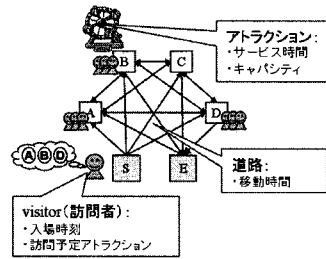 アトラクション:
・サービス時間
・キャパシティ
B
C
A
D
A B D
S
E
道路:
・移動時間
visitor(訪問者):
・入場時刻
・訪問予定アトラクション